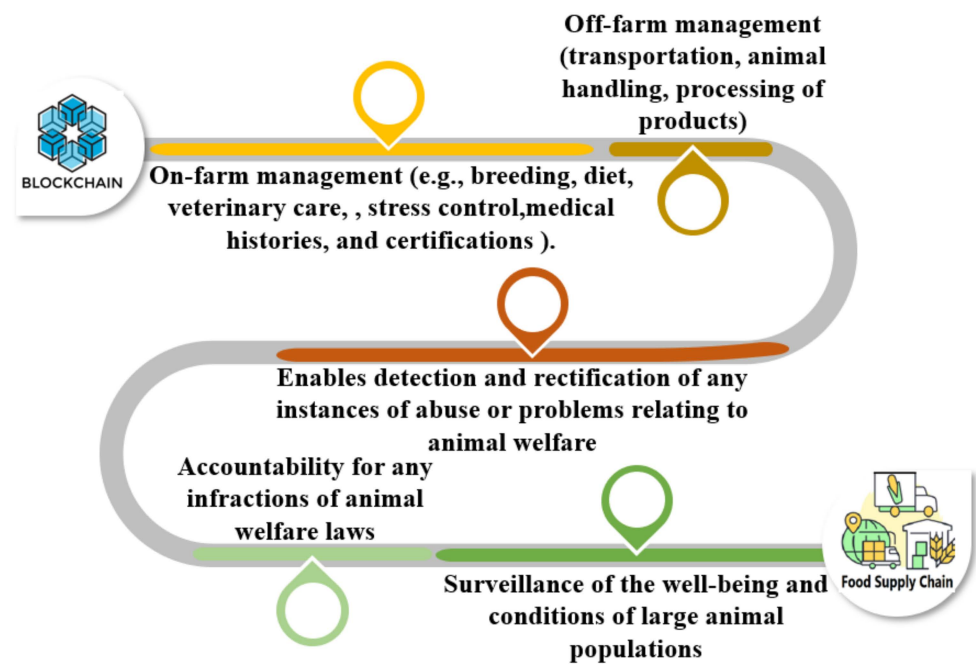 BLOCKCHAIN
Off-farm management
(transportation, animal
handling, processing of
products)
On-farm management (e.g., breeding, diet,
veterinary care, , stress control,medical
histories, and certifications ).
Enables detection and rectification of any
instances of abuse or problems relating to
animal welfare
Accountability for any
infractions of animal
welfare laws
Surveillance of the well-being and
conditions of large animal
populations
Food Supply Chain